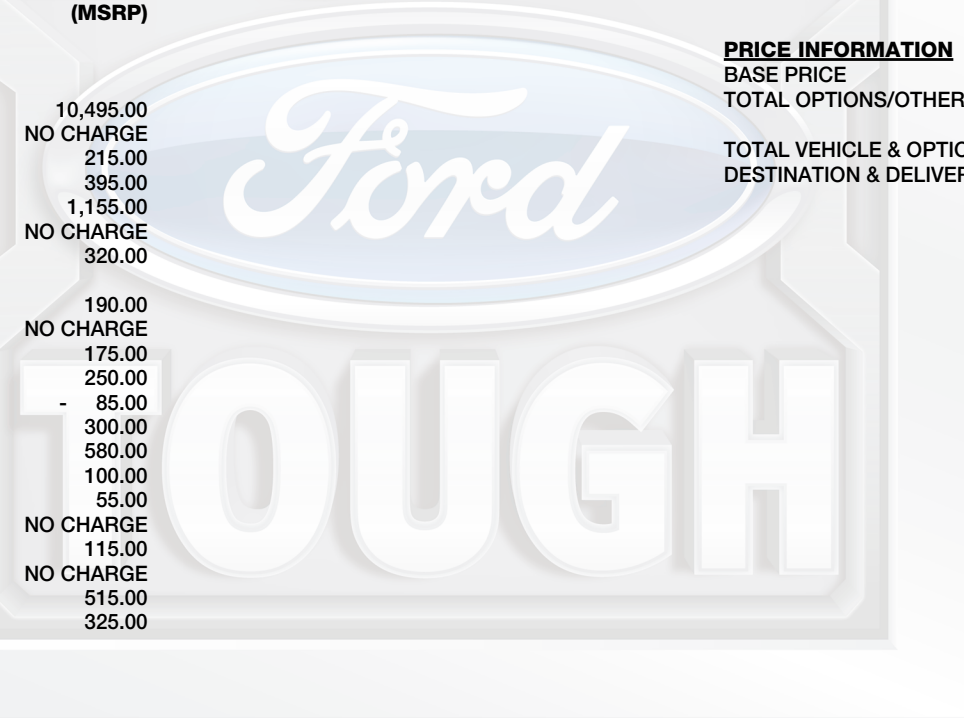 (MSRP)
10,495.00
NO CHARGE
215.00
395.00
1,155.00
NO CHARGE
320.00
190.00
NO CHARGE
175.00
250.00
- 85.00
300.00
580.00
100.00
55.00
NO CHARGE
115.00
NO CHARGE
515.00
325.00
PRICE INFORMATION
BASE PRICE
TOTAL OPTIONS/OTHER
TOTAL VEHICLE & OPTIO
DESTINATION & DELIVER
Ford
TOUGH